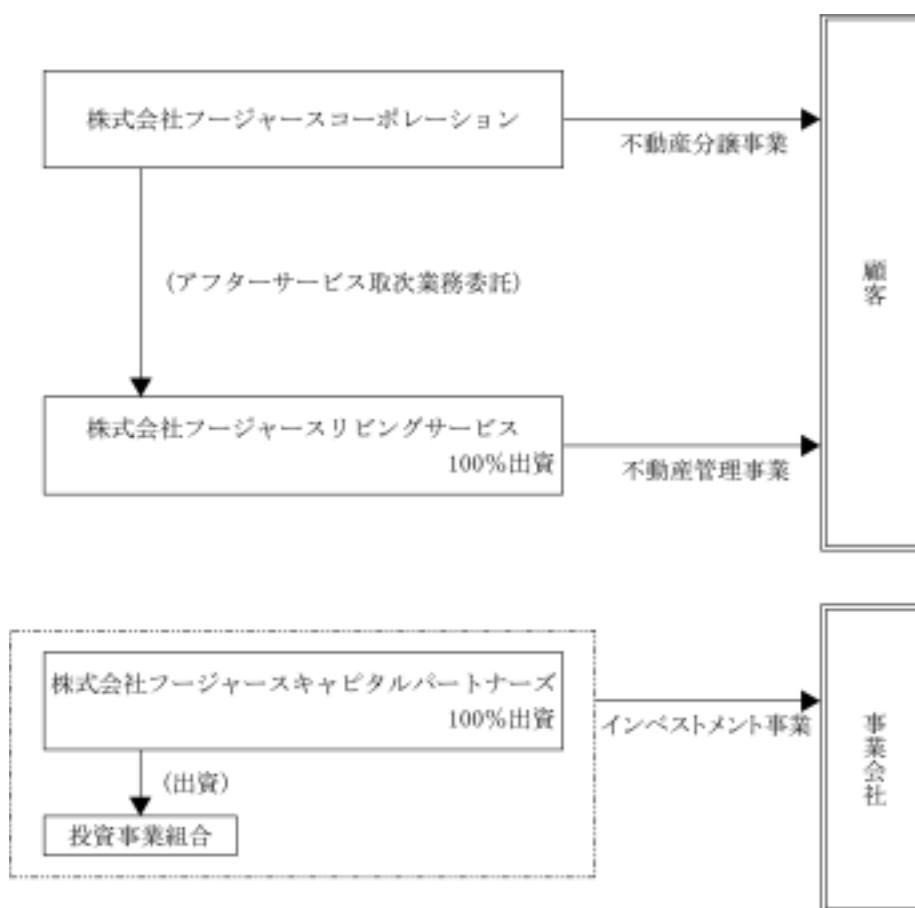 株式会社フージャースコーポレーション
不動産分譲事業
(アフターサービス取次業務委託)
顧客
株式会社フージャースリビングサービス
100%出資
不動産管理事業
株式会社フージャースキャピタルパートナーズ
100%出資
インベストメント事業
事業会社
(出資)
投資事業組合